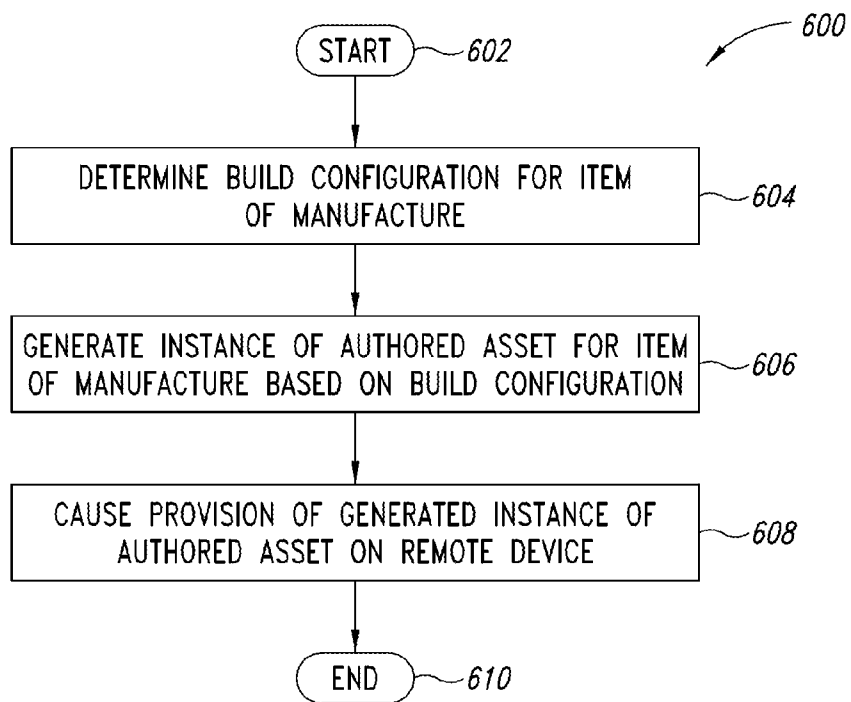 600
START 602
DETERMINE BUILD CONFIGURATION FOR ITEM
OF MANUFACTURE
604
GENERATE INSTANCE OF AUTHORED ASSET FOR ITEM
OF MANUFACTURE BASED ON BUILD CONFIGURATION
606
CAUSE PROVISION OF GENERATED INSTANCE OF
AUTHORED ASSET ON REMOTE DEVICE
608
END 610